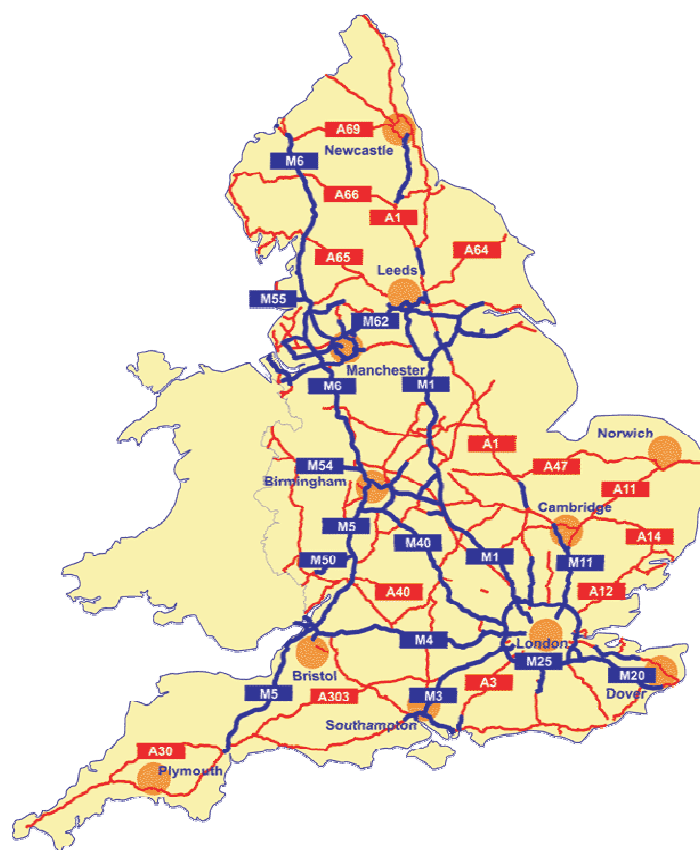 A69
Newcastle
M6
A66
A1
A64
A65
Leeds
M55
M62
Manchester
M6
M1
A1
Norwich
M54
A47
Birmingham
A11
Cambridge
M5
M40
A14
M1
M50
M11
A40
A12
M4
London
M25
Bristol
M20
A3
M5
A303
M3
Dover
Southampton
A30
Plymouth